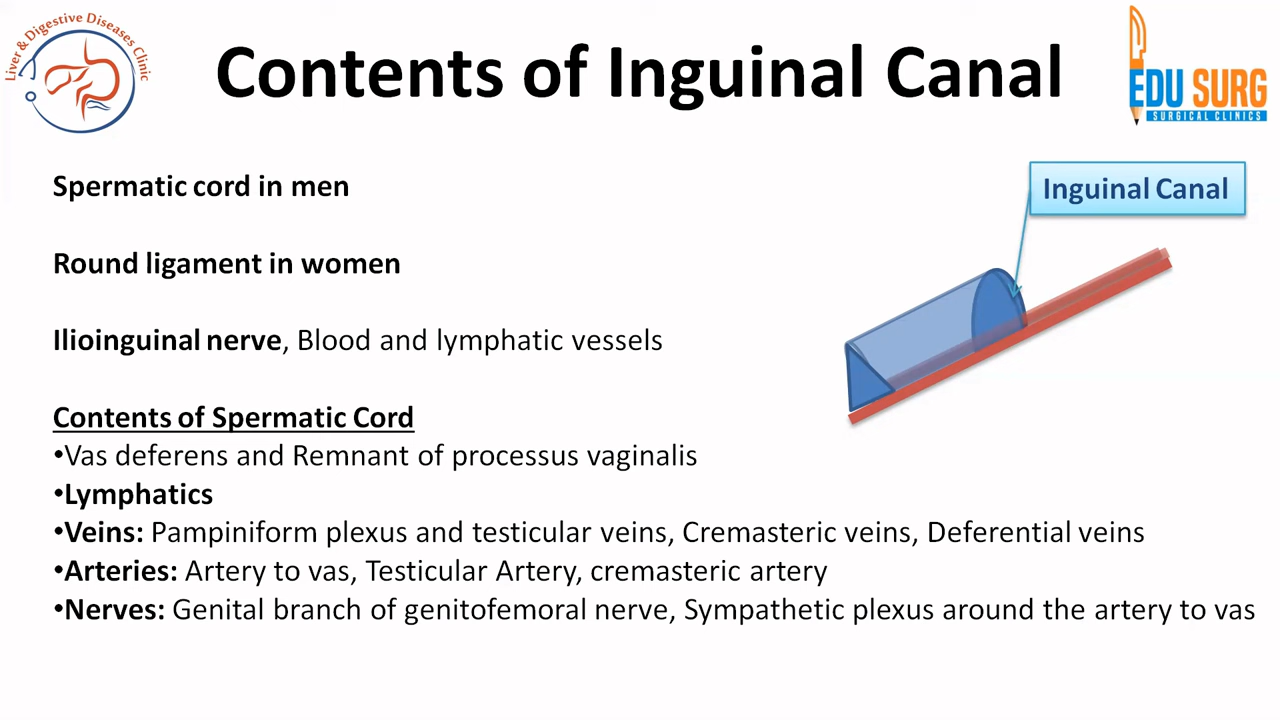 Liver & Digestive Diseases Clinic
Contents of Inguinal Canal
EDU SURG
SURGICAL CLINICS
Spermatic cord in men
Inguinal Canal
Round ligament in women
Ilioinguinal nerve, Blood and lymphatic vessels
Contents of Spermatic Cord
•Vas deferens and Remnant of processus vaginalis
•Lymphatics
•Veins: Pampiniform plexus and testicular veins, Cremasteric veins, Deferential veins
•Arteries: Artery to vas, Testicular Artery, cremasteric artery
•Nerves: Genital branch of genitofemoral nerve, Sympathetic plexus around the artery to vas